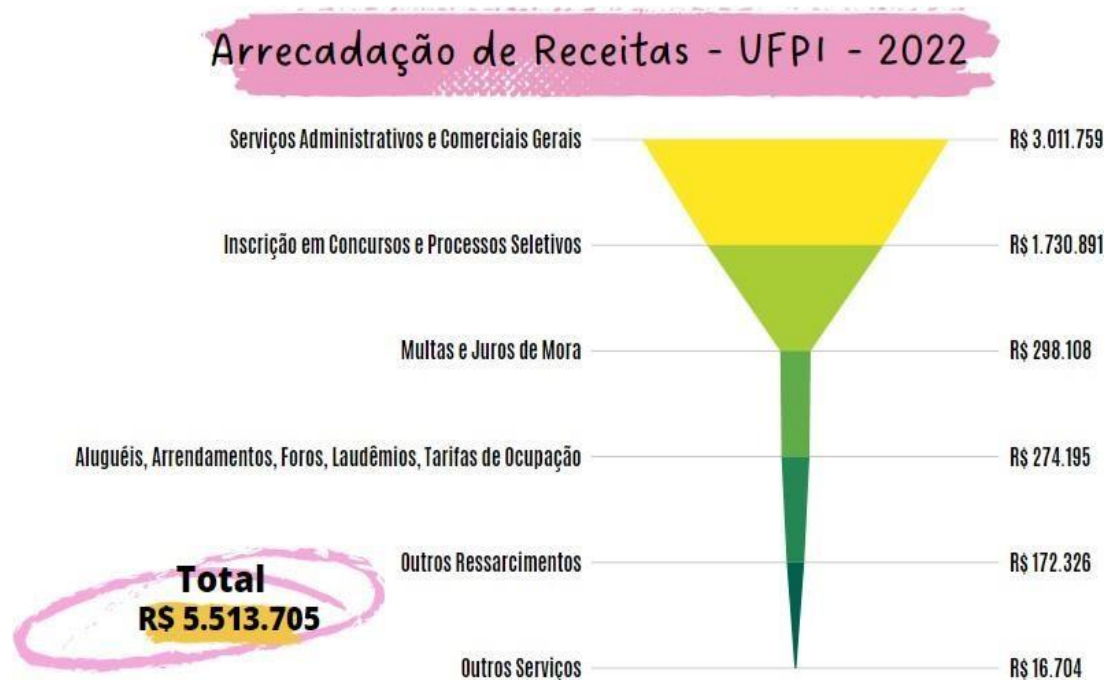 Arrecadação de Receitas - UFPI - 2022
Serviços Administrativos e Comerciais Gerais R$ 3.011.759
Inscrição em Concursos e Processos Seletivos R$ 1.730.891
Multas e Juros de Mora R$ 298.108
Aluguéis, Arrendamentos, Foros, Laudêmios, Tarifas de Ocupação R$ 274.195
Outros Ressarcimentos R$ 172.326
Total
R$ 5.513.705
Outros Serviços R$ 16.704